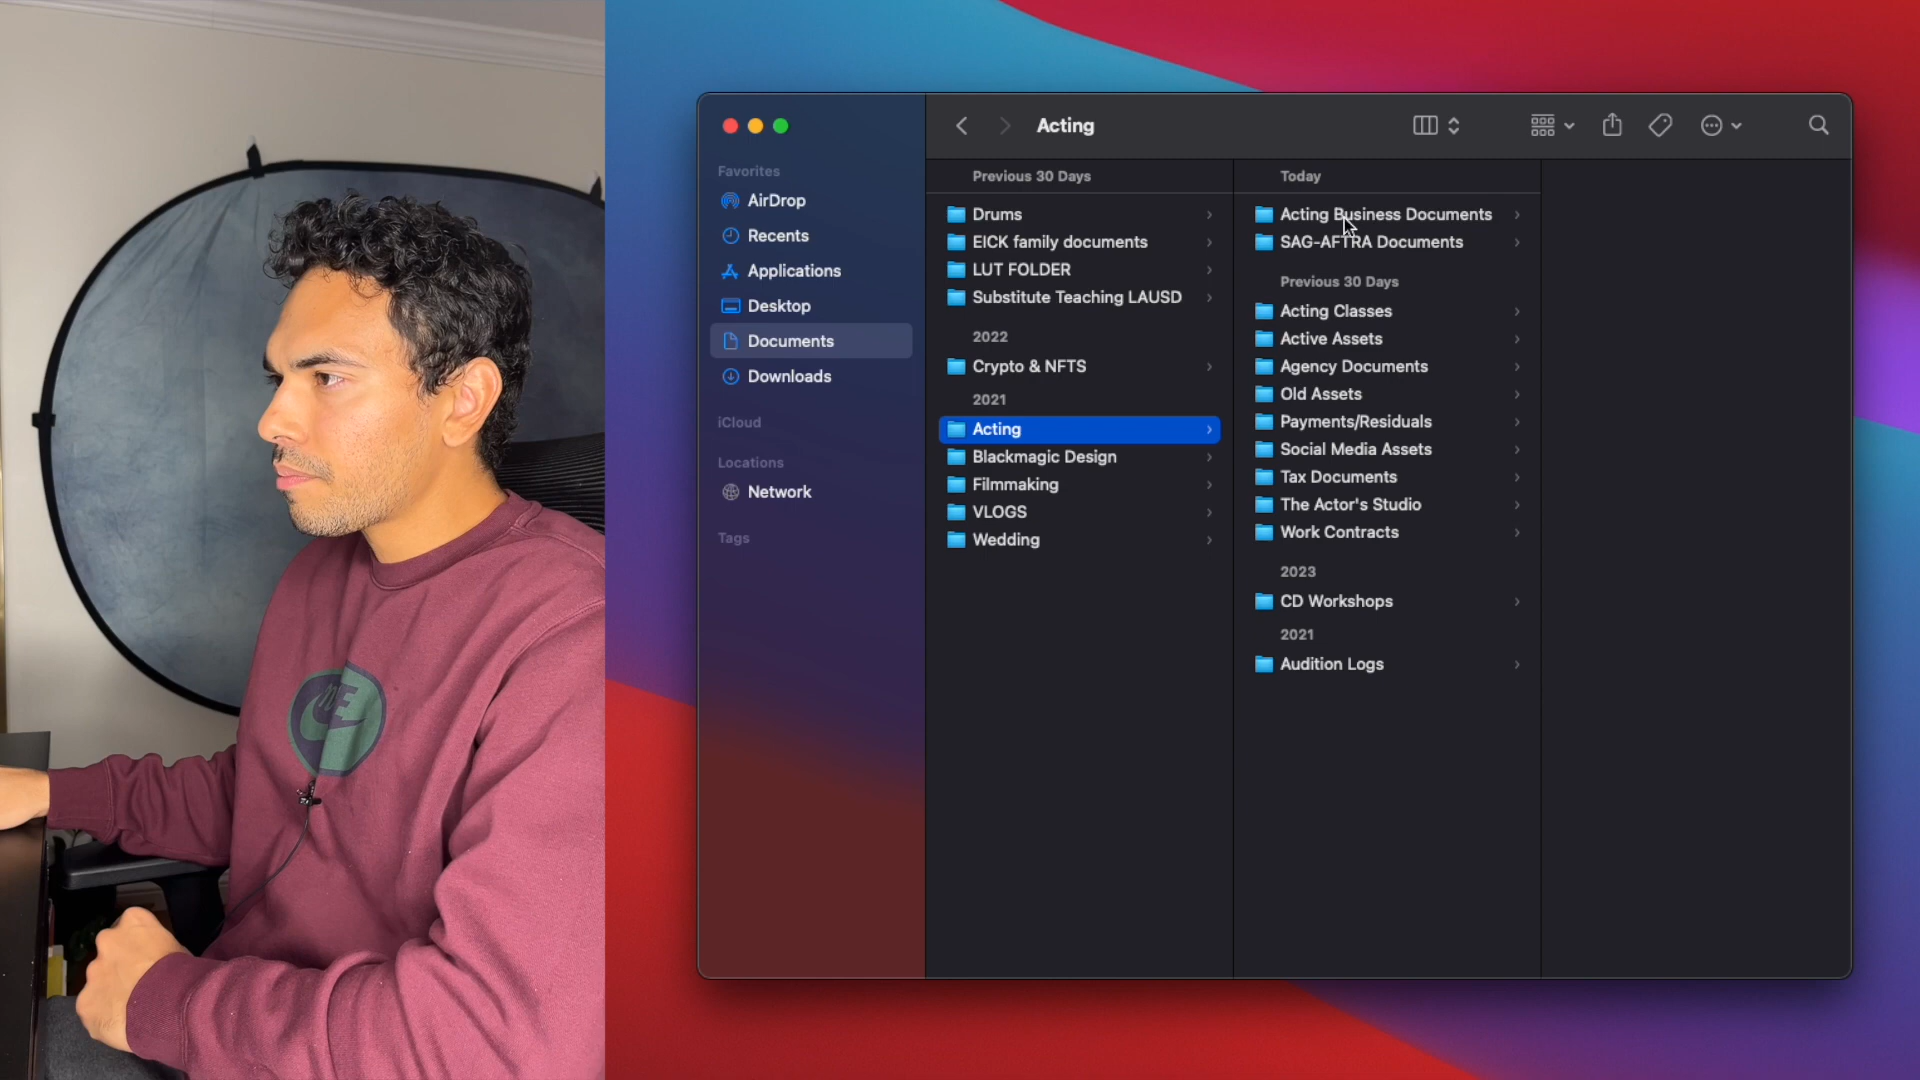 Acting
Favorites
AirDrop
Recents
Applications
Desktop
Documents
Downloads
iCloud
Locations
Network
Tags
Previous 30 Days
Drums
EICK family documents
LUT FOLDER
Substitute Teaching LAUSD
2022
Crypto & NFTS
2021
Acting
Blackmagic Design
Filmmaking
VLOGS
Wedding
Today
Acting Business Documents
SAG-AFTRA Documents
Previous 30 Days
Acting Classes
Active Assets
Agency Documents
Old Assets
Payments/Residuals
Social Media Assets
Tax Documents
The Actor's Studio
Work Contracts
2023
CD Workshops
2021
Audition Logs